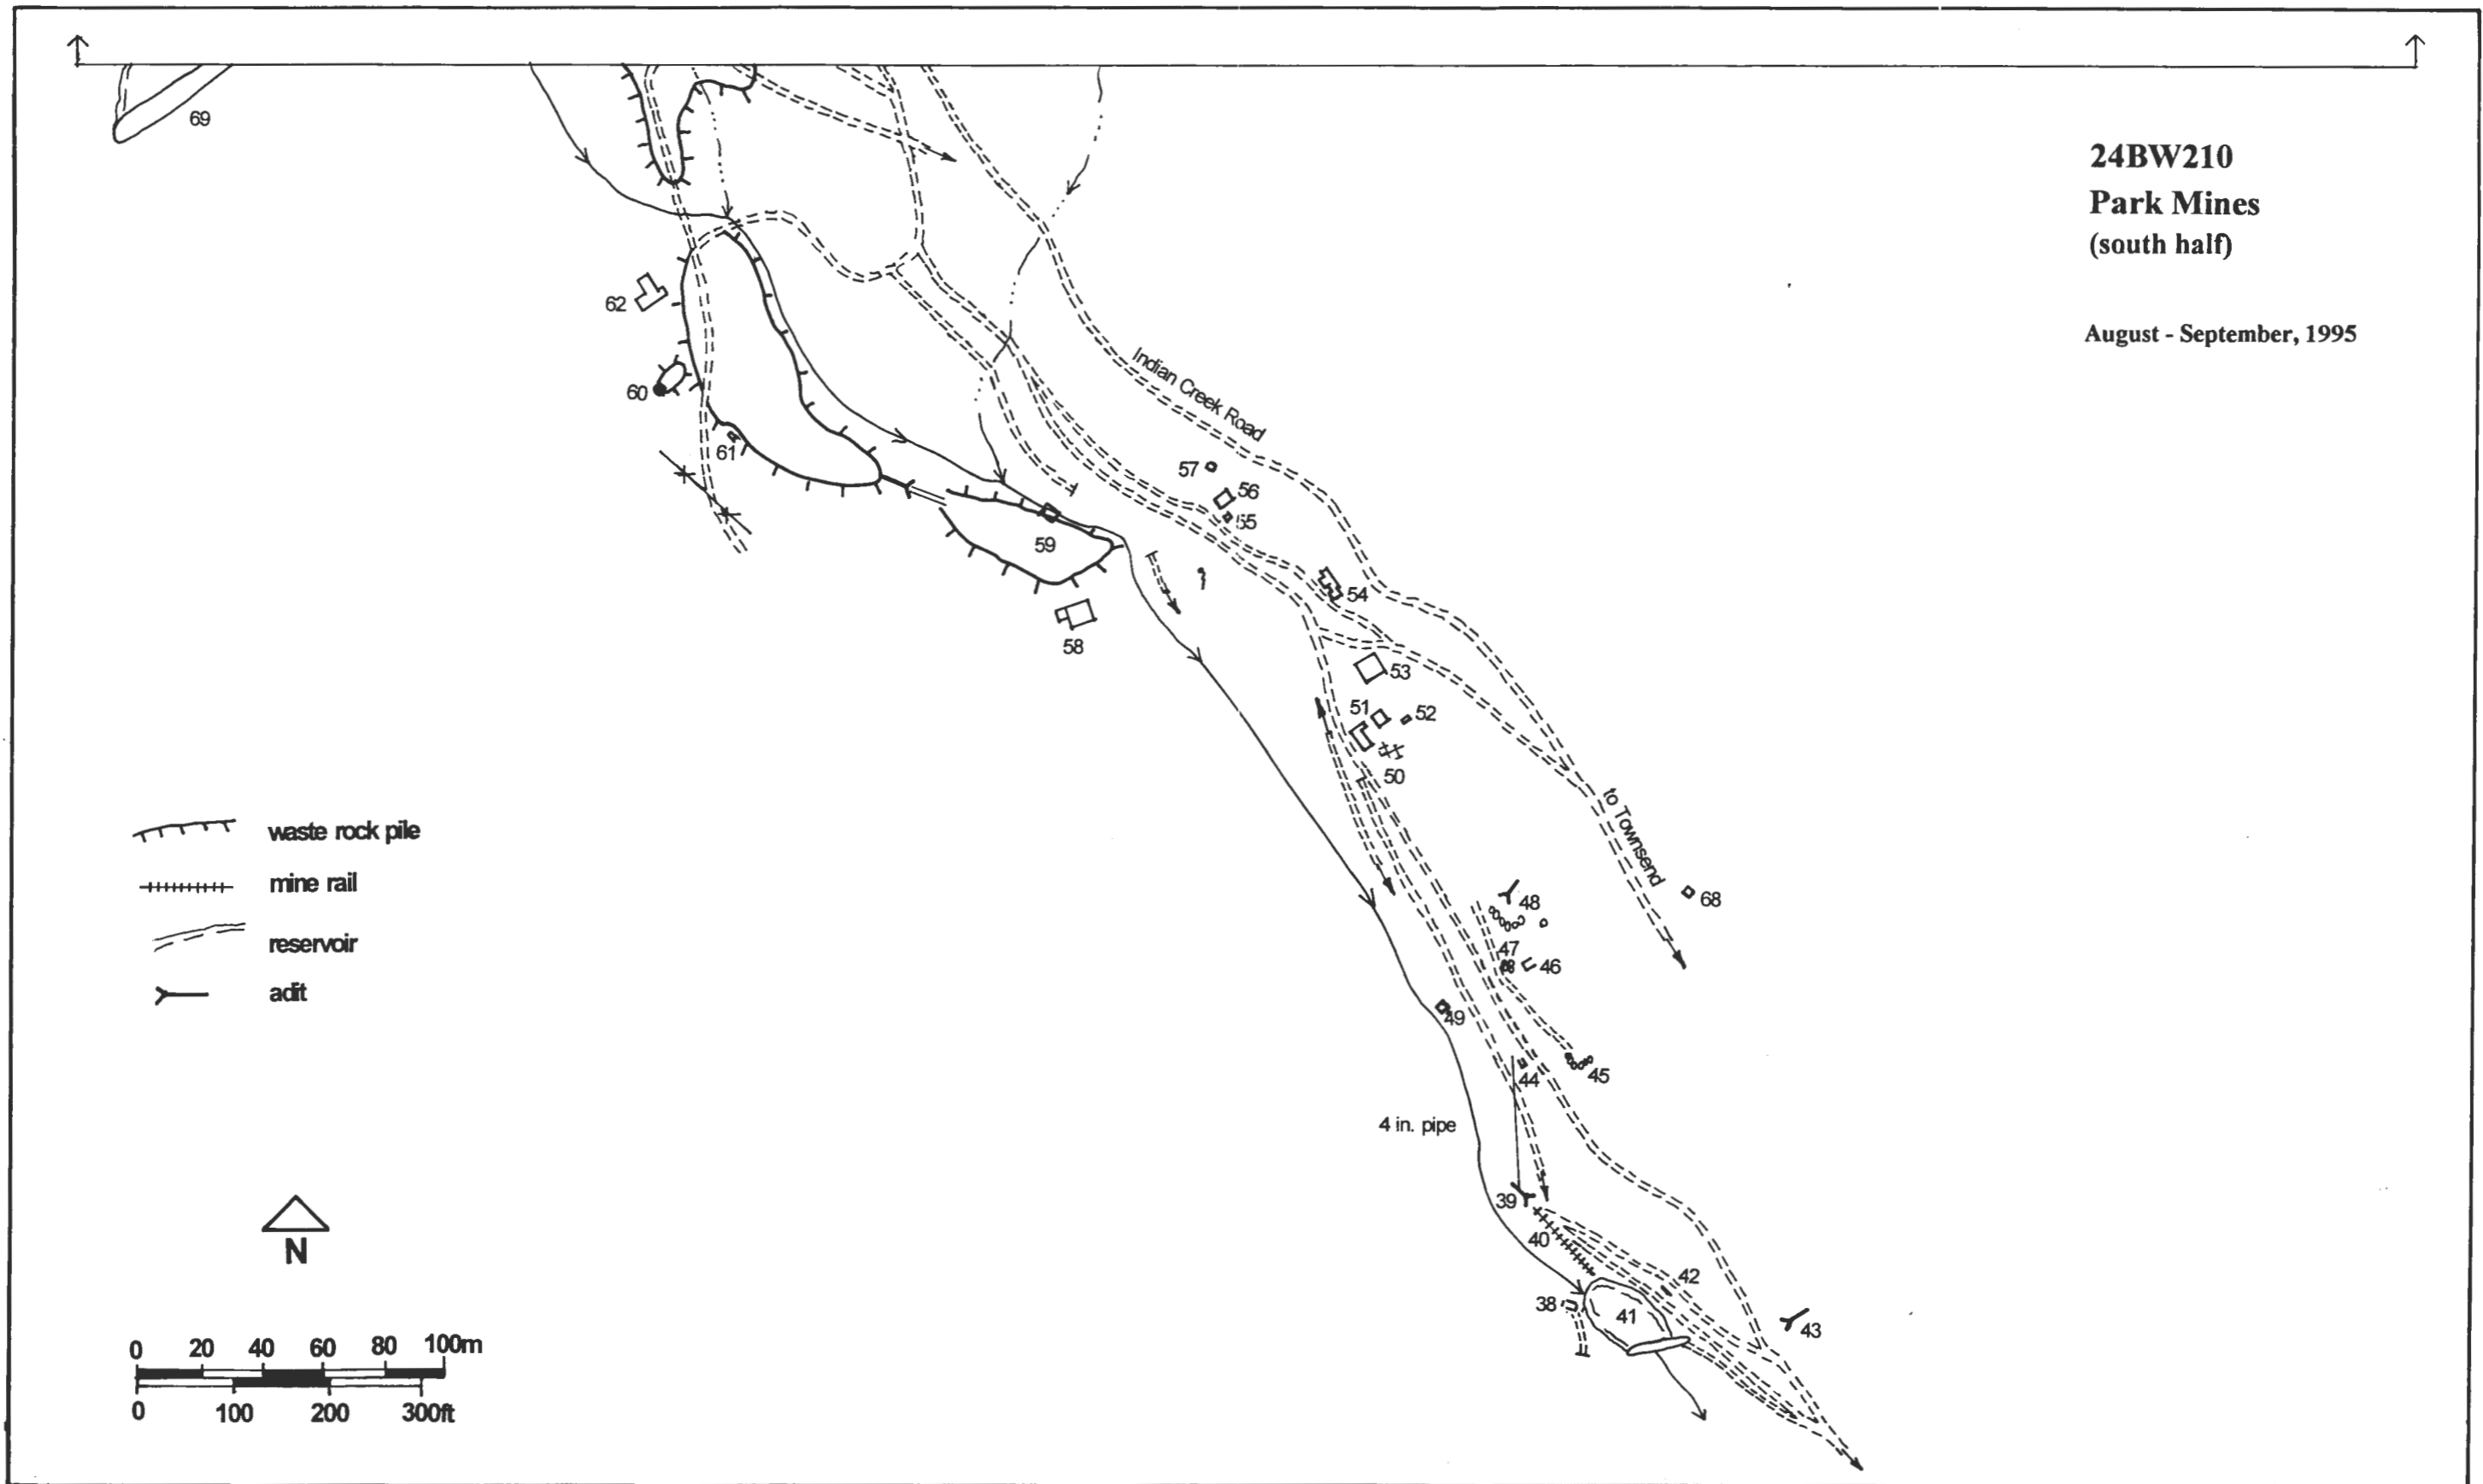 69
24BW210
Park Mines
(south half)
August - September, 1995
62
60
61
Indian Creek Road
57
56
55
59
54
58
53
51
52
50
waste rock pile
mine rail
reservoir
adit
to Townsend
68
48
47
46
49
45
44
4 in. pipe
39
40
42
38
41
43
N
0 20 40 60 80 100m
0 100 200 300ft